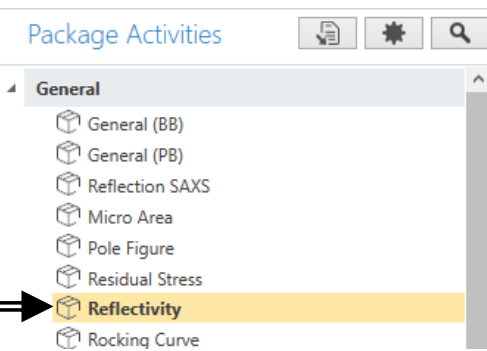 Package Activities
General
General (BB)
General (PB)
Reflection SAXS
Micro Area
Pole Figure
Residual Stress
Reflectivity
Rocking Curve